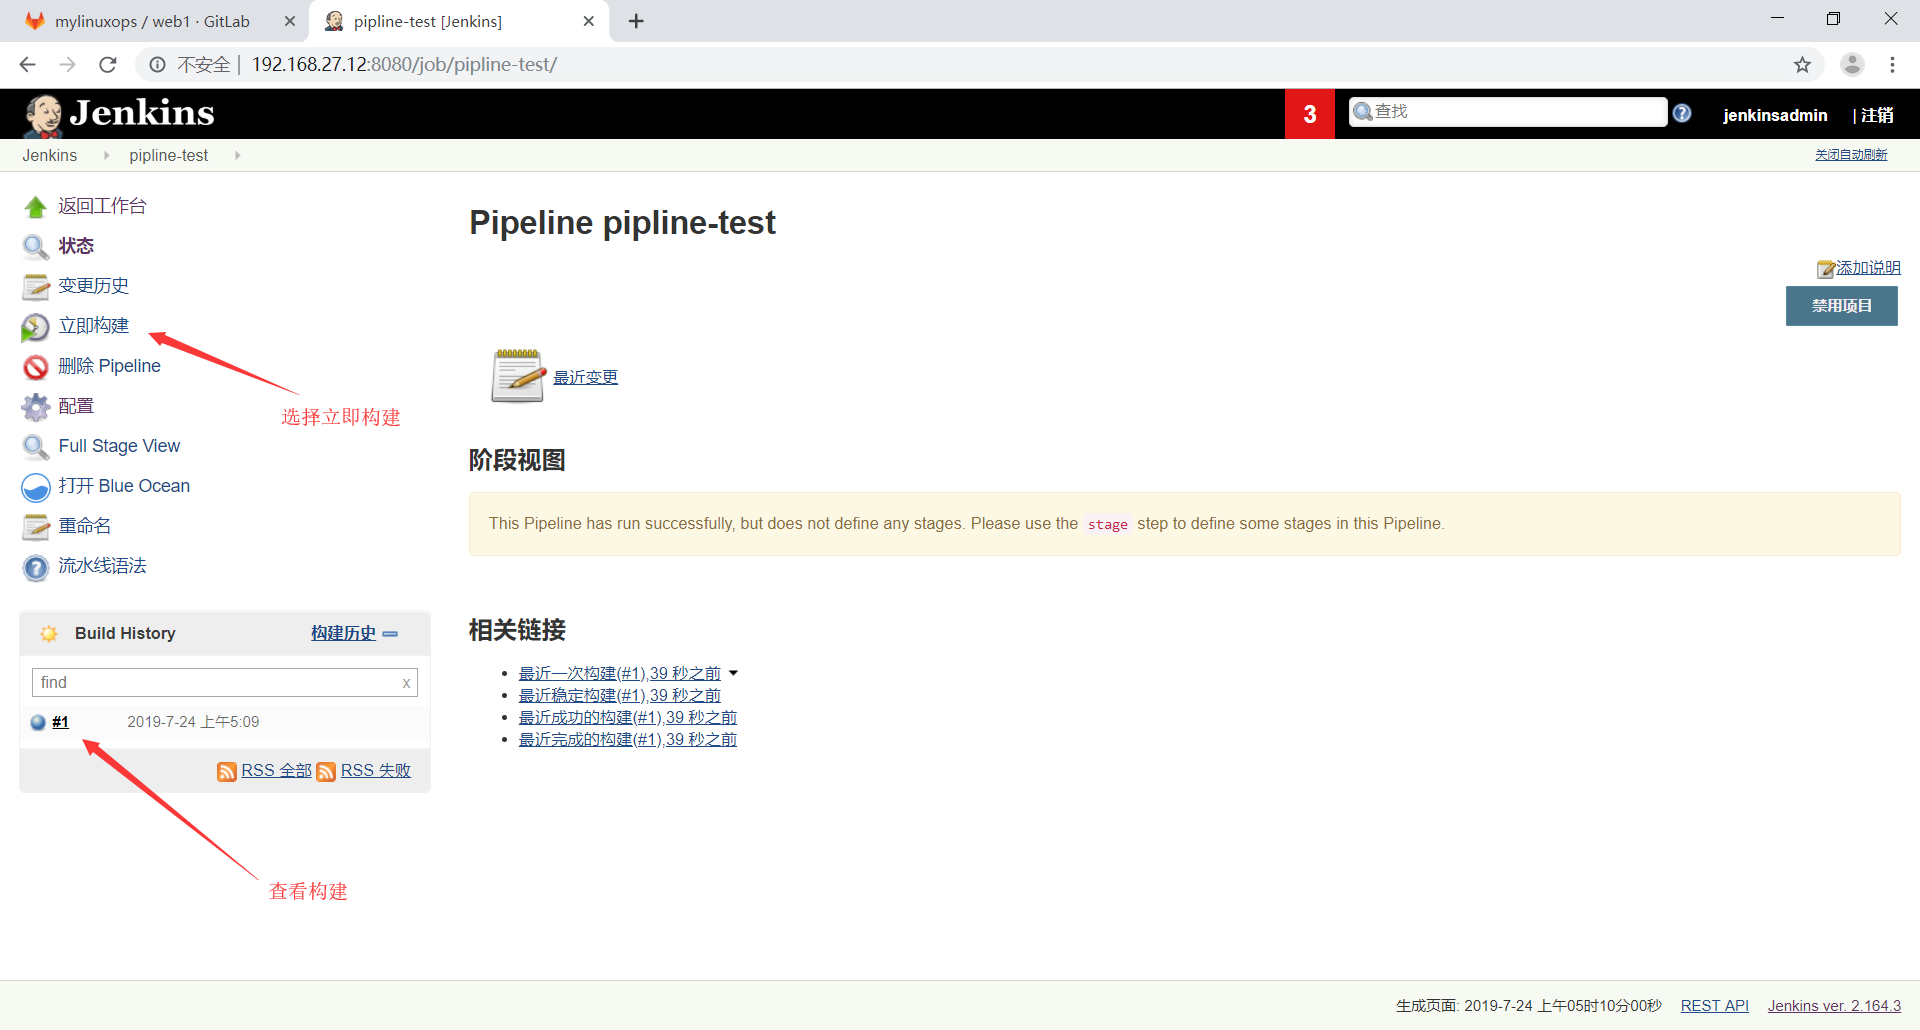 mylinuxops / web1 · GitLab
pipline-test [Jenkins]
不安全 | 192.168.27.12:8080/job/pipline-test/
Jenkins
3
查找
jenkinsadmin
| 注销
Jenkins
pipline-test
关闭自动刷新
返回工作台
状态
变更历史
立即构建
删除 Pipeline
配置
Full Stage View
打开 Blue Ocean
重命名
流水线语法
选择立即构建
Build History
构建历史
find
x
#1
2019-7-24 上午5:09
RSS 全部
RSS 失败
查看构建
Pipeline pipline-test
添加说明
禁用项目
最近变更
阶段视图
This Pipeline has run successfully, but does not define any stages. Please use the stage step to define some stages in this Pipeline.
相关链接
最近一次构建(#1),39 秒之前
最近稳定构建(#1),39 秒之前
最近成功的构建(#1),39 秒之前
最近完成的构建(#1),39 秒之前
生成页面: 2019-7-24 上午05时10分00秒
REST API
Jenkins ver. 2.164.3